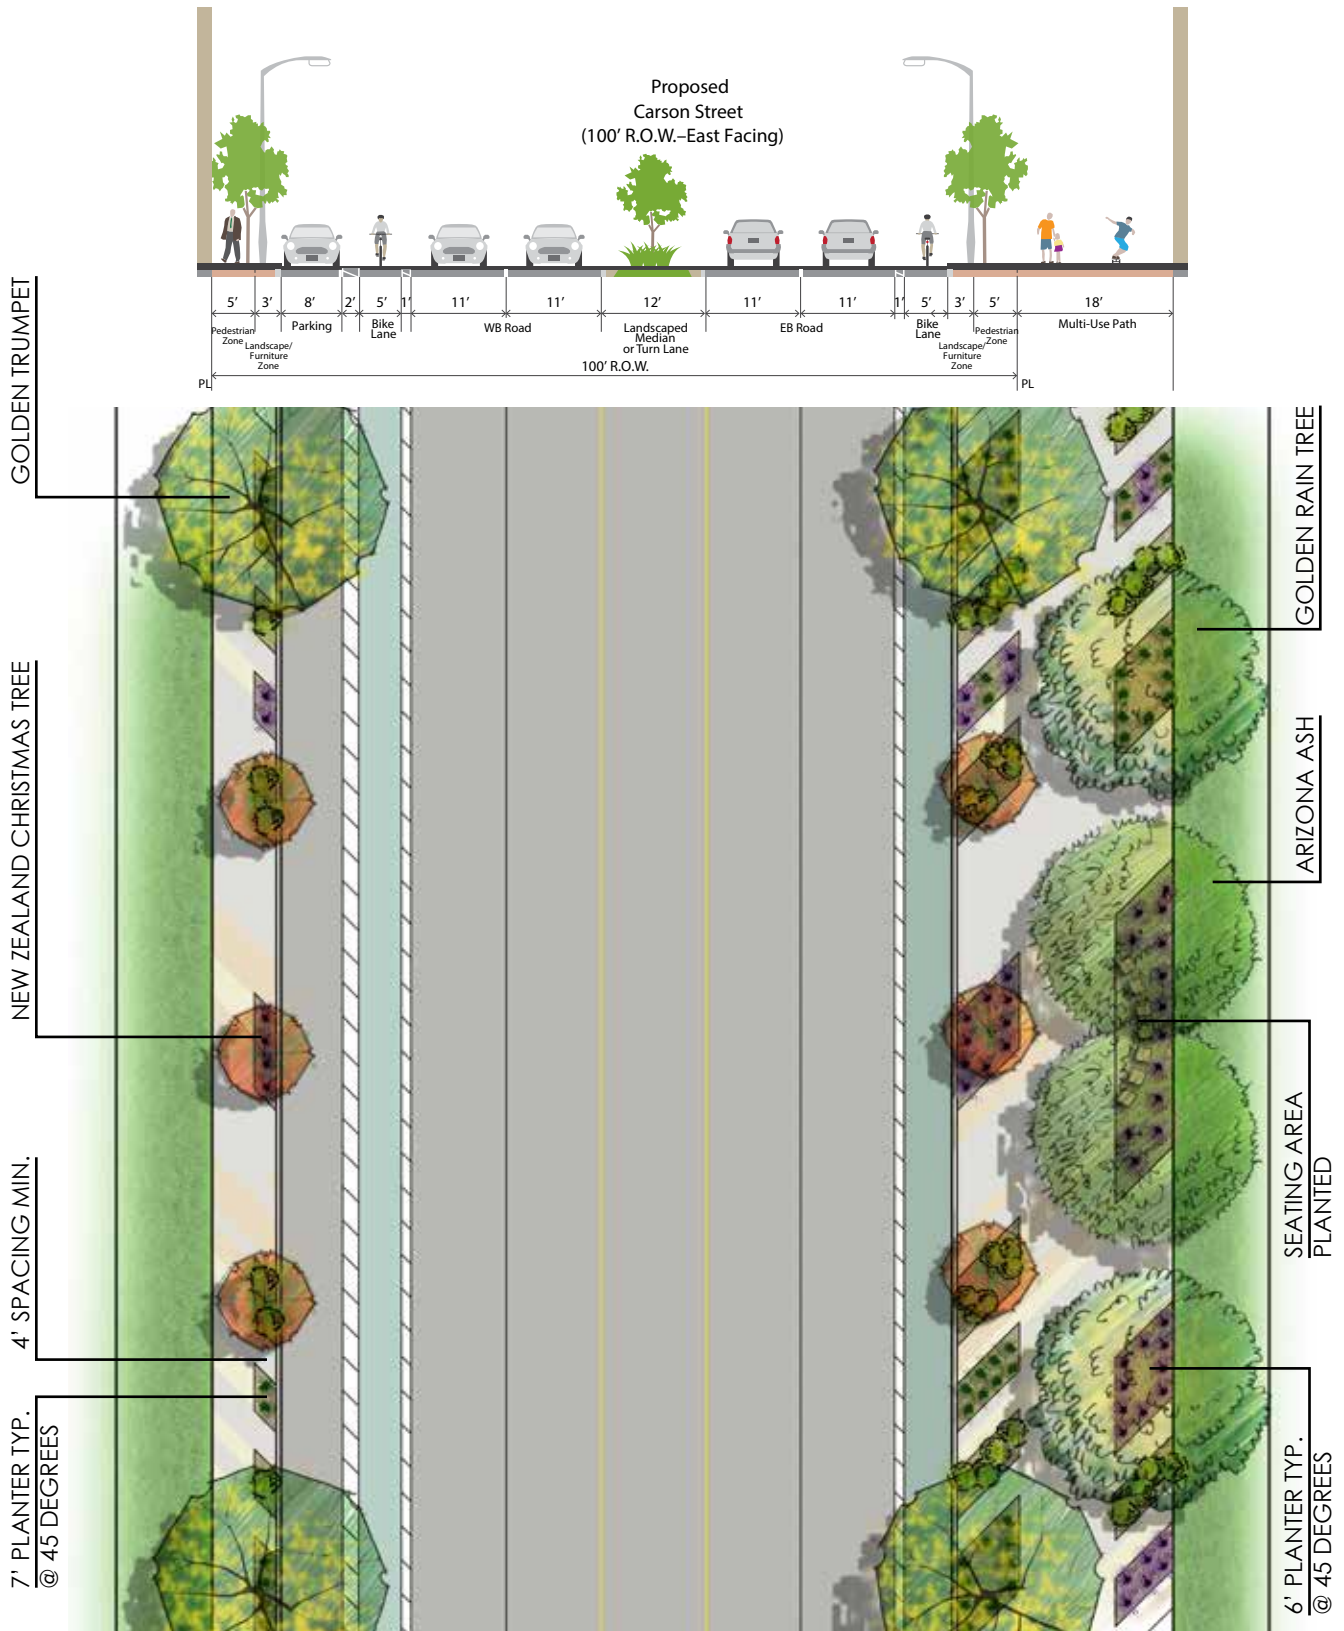 Proposed
Carson Street
(100' R.O.W.–East Facing)
5'
3'
8'
2'
5'
1'
11'
11'
12'
11'
11'
1'
5'
3'
5'
18'
Pedestrian
Zone
Landscape/
Furniture
Zone
Parking
Bike
Lane
WB Road
Landscaped
Median
or Turn Lane
EB Road
Bike
Lane
Landscape/
Furniture
Zone
Pedestrian
Zone
Multi-Use Path
100' R.O.W.
PL
PL
GOLDEN TRUMPET
NEW ZEALAND CHRISTMAS TREE
4' SPACING MIN.
7' PLANTER TYP.
@ 45 DEGREES
GOLDEN RAIN TREE
ARIZONA ASH
SEATING AREA
PLANTED
6' PLANTER TYP.
@ 45 DEGREES